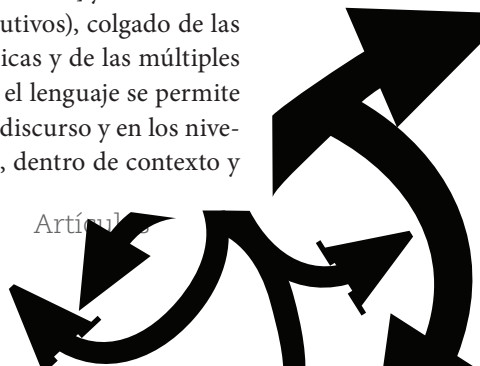 utivos), colgado de las
icas y de las múltiples
el lenguaje se permite
discurso y en los nive-
, dentro de contexto y
Artículos